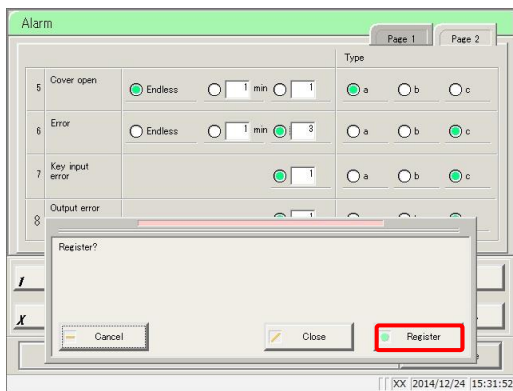 Alarm
Page 1 Page 2
Type
5 Cover open Endless 1 min 1 a b c
6 Error Endless 1 min 3 a b c
7 Key input error 1 a b c
8 Output error
Register?
1
X
Cancel Close Register
XX 2014/12/24 15:31:52